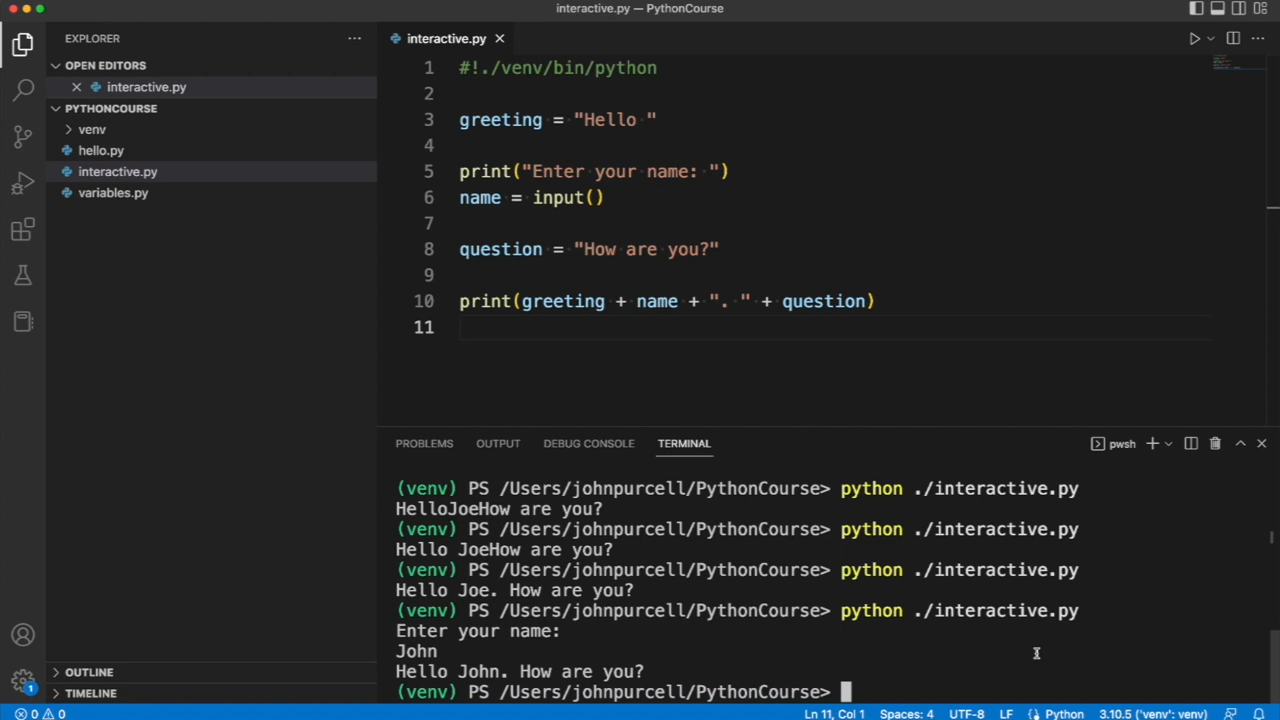 interactive.py — PythonCourse
EXPLORER
OPEN EDITORS
interactive.py
PYTHONCOURSE
venv
hello.py
interactive.py
variables.py
OUTLINE
TIMELINE
1
interactive.py
1 #!./venv/bin/python
2
3 greeting = "Hello "
4
5 print("Enter your name: ")
6 name = input()
7
8 question = "How are you?"
9
10 print(greeting + name + ". " + question)
11
PROBLEMS OUTPUT DEBUG CONSOLE TERMINAL pwsh
(venv) PS /Users/johnpurcell/PythonCourse> python ./interactive.py
HelloJoeHow are you?
(venv) PS /Users/johnpurcell/PythonCourse> python ./interactive.py
Hello JoeHow are you?
(venv) PS /Users/johnpurcell/PythonCourse> python ./interactive.py
Hello Joe. How are you?
(venv) PS /Users/johnpurcell/PythonCourse> python ./interactive.py
Enter your name:
John
Hello John. How are you?
(venv) PS /Users/johnpurcell/PythonCourse>
0 0 Ln 11, Col 1 Spaces: 4 UTF-8 LF Python 3.10.5 ('venv': venv)